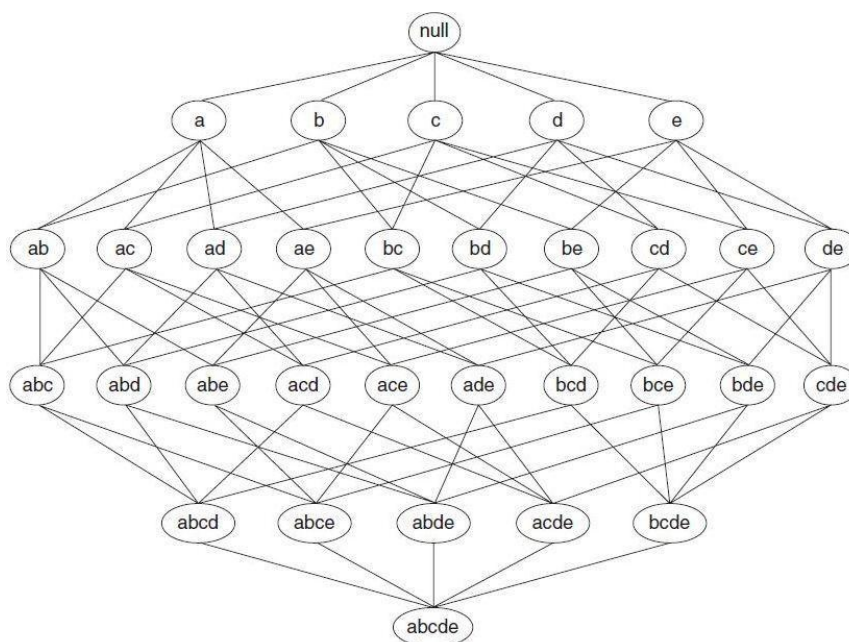 null
a b c d e
ab ac ad ae bc bd be cd ce de
abc abd abe acd ace ade bcd bce bde cde
abcd abce abde acde bcde
abcde